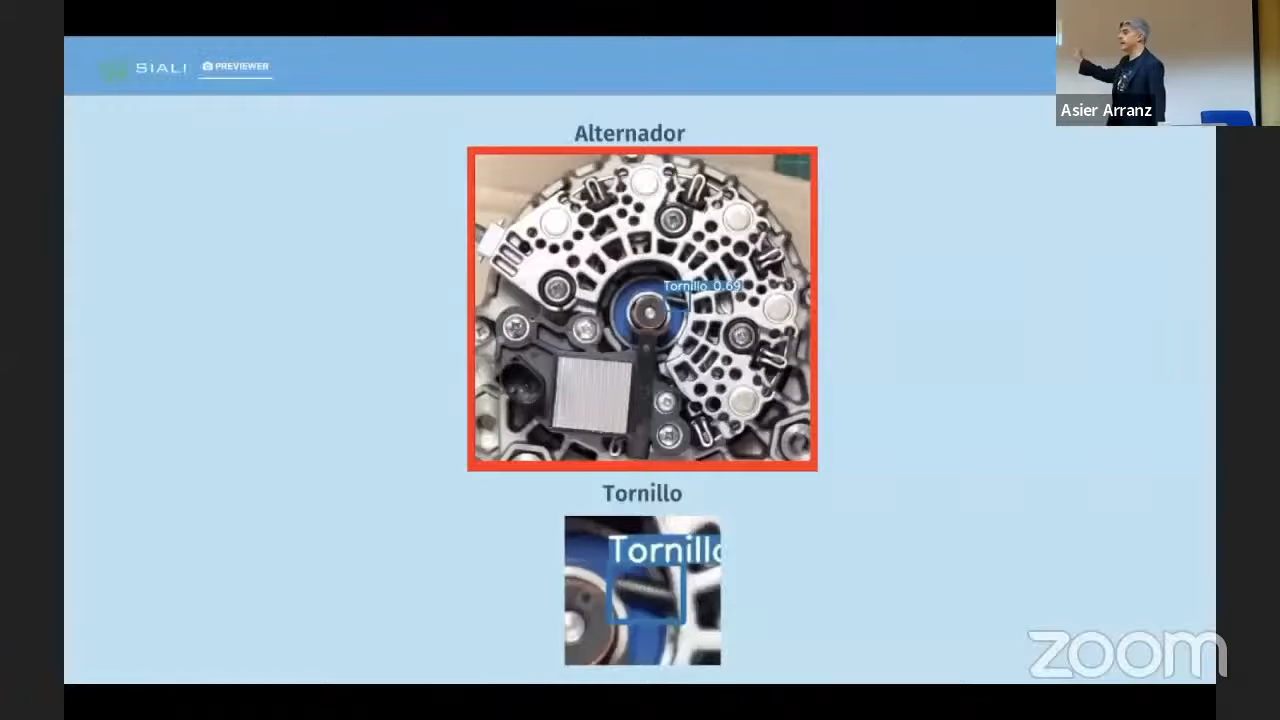 SIALI PREVIEWER
Asier Arranz
Alternador
Tornillo 0.69
Tornillo
Tornillo
zoom